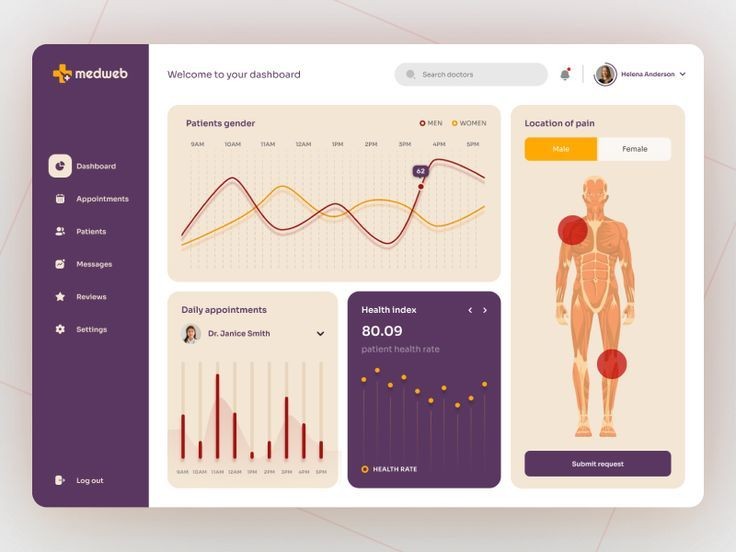 medweb
Welcome to your dashboard
Search doctors
Helena Anderson
Dashboard
Appointments
Patients
Messages
Reviews
Settings
Log out
Patients gender
MEN WOMEN
9AM 10AM 11AM 12AM 1PM 2PM 3PM 4PM 5PM
62
Daily appointments
Dr. Janice Smith
9AM 10AM 11AM 12AM 1PM 2PM 3PM 4PM 5PM
Health index
80.09
patient health rate
HEALTH RATE
Location of pain
Male Female
Submit request